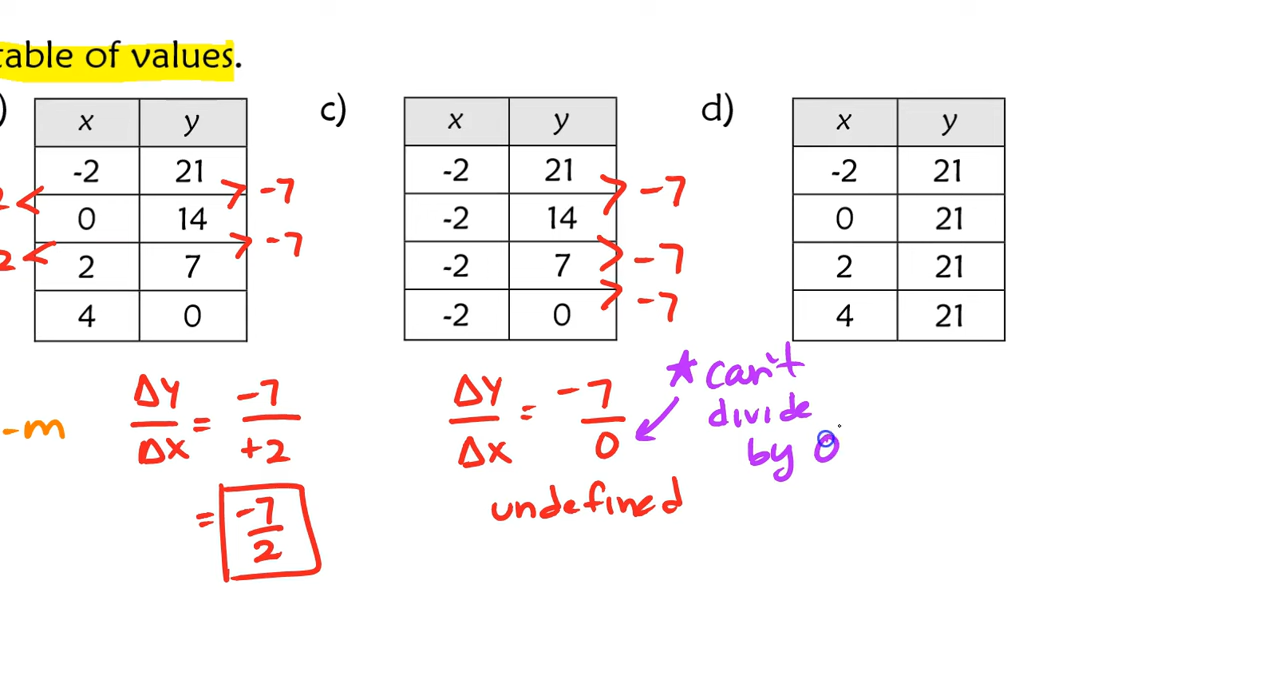 table of values.
) c) d)
x y x y x y
-2 21 -2 21 -2 21
0 14 -2 14 0 21
2 7 -2 7 2 21
4 0 -2 0 4 21
2 < > -7 > -7
2 < > -7 > -7
> -7
-m
ΔY/ΔX = -7/+2
= -7/2
ΔY/ΔX = -7/0
undefined
★ can't
divide
by 0